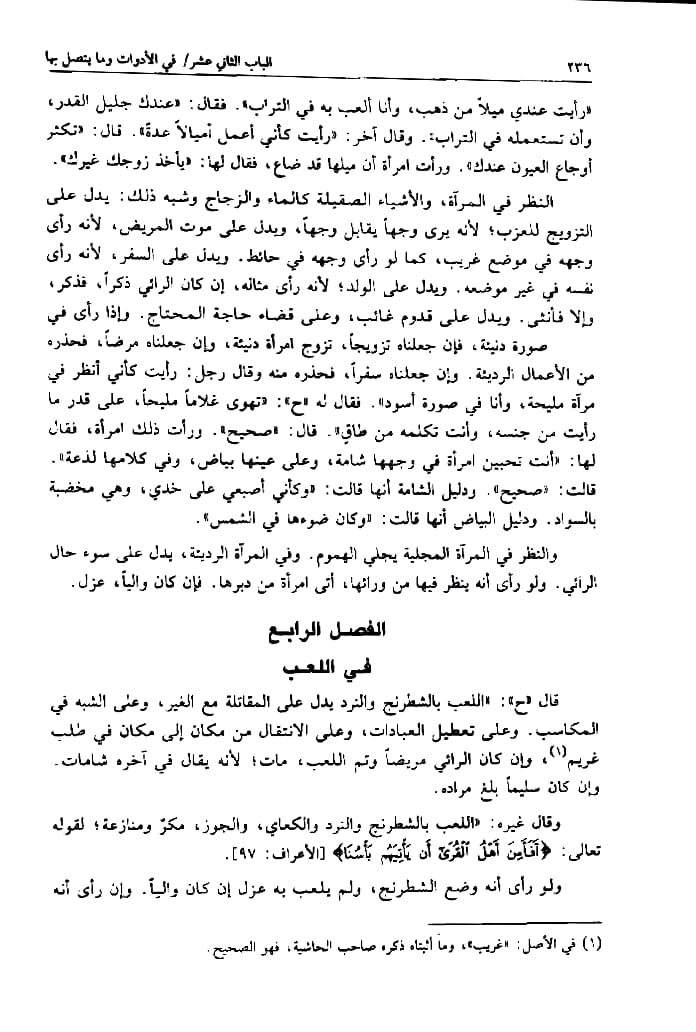 ٢٣٦ الباب الثاني عشر/ في الأدوات وما يتصل بها
«رأيت عندي ميلاً من ذهب، وأنا ألعب به في التراب». فقال: «عندك جليل القدر،
وأن تستعمله في التراب». وقال آخر: «رأيت كأني أعمل أميالاً عدة». قال: «تكثر
أوجاع العيون عندك». ورأت امرأة أن ميلها قد ضاع، فقال لها: «يأخذ زوجك غيرك».
النظر في المرآة، والأشياء الصقيلة كالماء والزجاج وشبه ذلك: يدل على
التزويج للعزب؛ لأنه يرى وجهاً يقابل وجهاً، ويدل على موت المريض، لأنه رأى
وجهه في موضع غريب، كما لو رأى وجهه في حائط. ويدل على السفر، لأنه رأى
نفسه في غير موضعه. ويدل على الولد؛ لأنه رأى مثاله، إن كان الرائي ذكراً، فذكر،
وإلا فأنثى. ويدل على قدوم غائب، وعلى قضاء حاجة المحتاج. وإذا رأى في
صورة دنيئة، فإن جعلناه تزويجاً، تزوج امرأة دنيئة، وإن جعلناه مرضاً، فحذره
من الأعمال الرديئة. وإن جعلناه سفراً، فحذره منه وقال رجل: رأيت كأني أنظر في
مرآة مليحة، وأنا في صورة أسود». فقال له «ح»: «تهوى غلاماً مليحاً، على قدر ما
رأيت من جنسه، وأنت تكلمه من طاقٍ». قال: «صحيح». ورأت ذلك امرأة، فقال
لها: «أنت تحبين امرأة في وجهها شامة، وعلى عينها بياض، وفي كلامها لذعة».
قالت: «صحيح». ودليل الشامة أنها قالت: «وكأني أصبعي على خدي، وهي مخضبة
بالسواد. ودليل البياض أنها قالت: «وكان ضوءها في الشمس».
والنظر في المرآة المجلية يجلي الهموم. وفي المرآة الرديئة، يدل على سوء حال
الرائي. ولو رأى أنه ينظر فيها من ورائها، أتى امرأة من دبرها. فإن كان والياً، عزل.
الفصل الرابع
في اللعب
قال «ح»: «اللعب بالشطرنج والنرد يدل على المقاتلة مع الغير، وعلى الشبه في
المكاسب. وعلى تعطيل العبادات، وعلى الانتقال من مكان إلى مكان في طلب
غريم(١)، وإن كان الرائي مريضاً وتم اللعب، مات؛ لأنه يقال في آخره شامات.
وإن كان سليماً بلغ مراده.
وقال غيره: «اللعب بالشطرنج والنرد والكعاي، والجوز، مكرّ ومنازعة؛ لقوله
تعالى: ﴿أَفَأَمِنَ أَهْلُ الْقُرَىٰ أَن يَأْتِيَهُم بَأْسُنَا﴾ [الأعراف: ٩٧].
ولو رأى أنه وضع الشطرنج، ولم يلعب به عزل إن كان والياً. وإن رأى أنه
(١) في الأصل: «غريب»، وما أثبتاه ذكره صاحب الحاشية، فهو الصحيح.